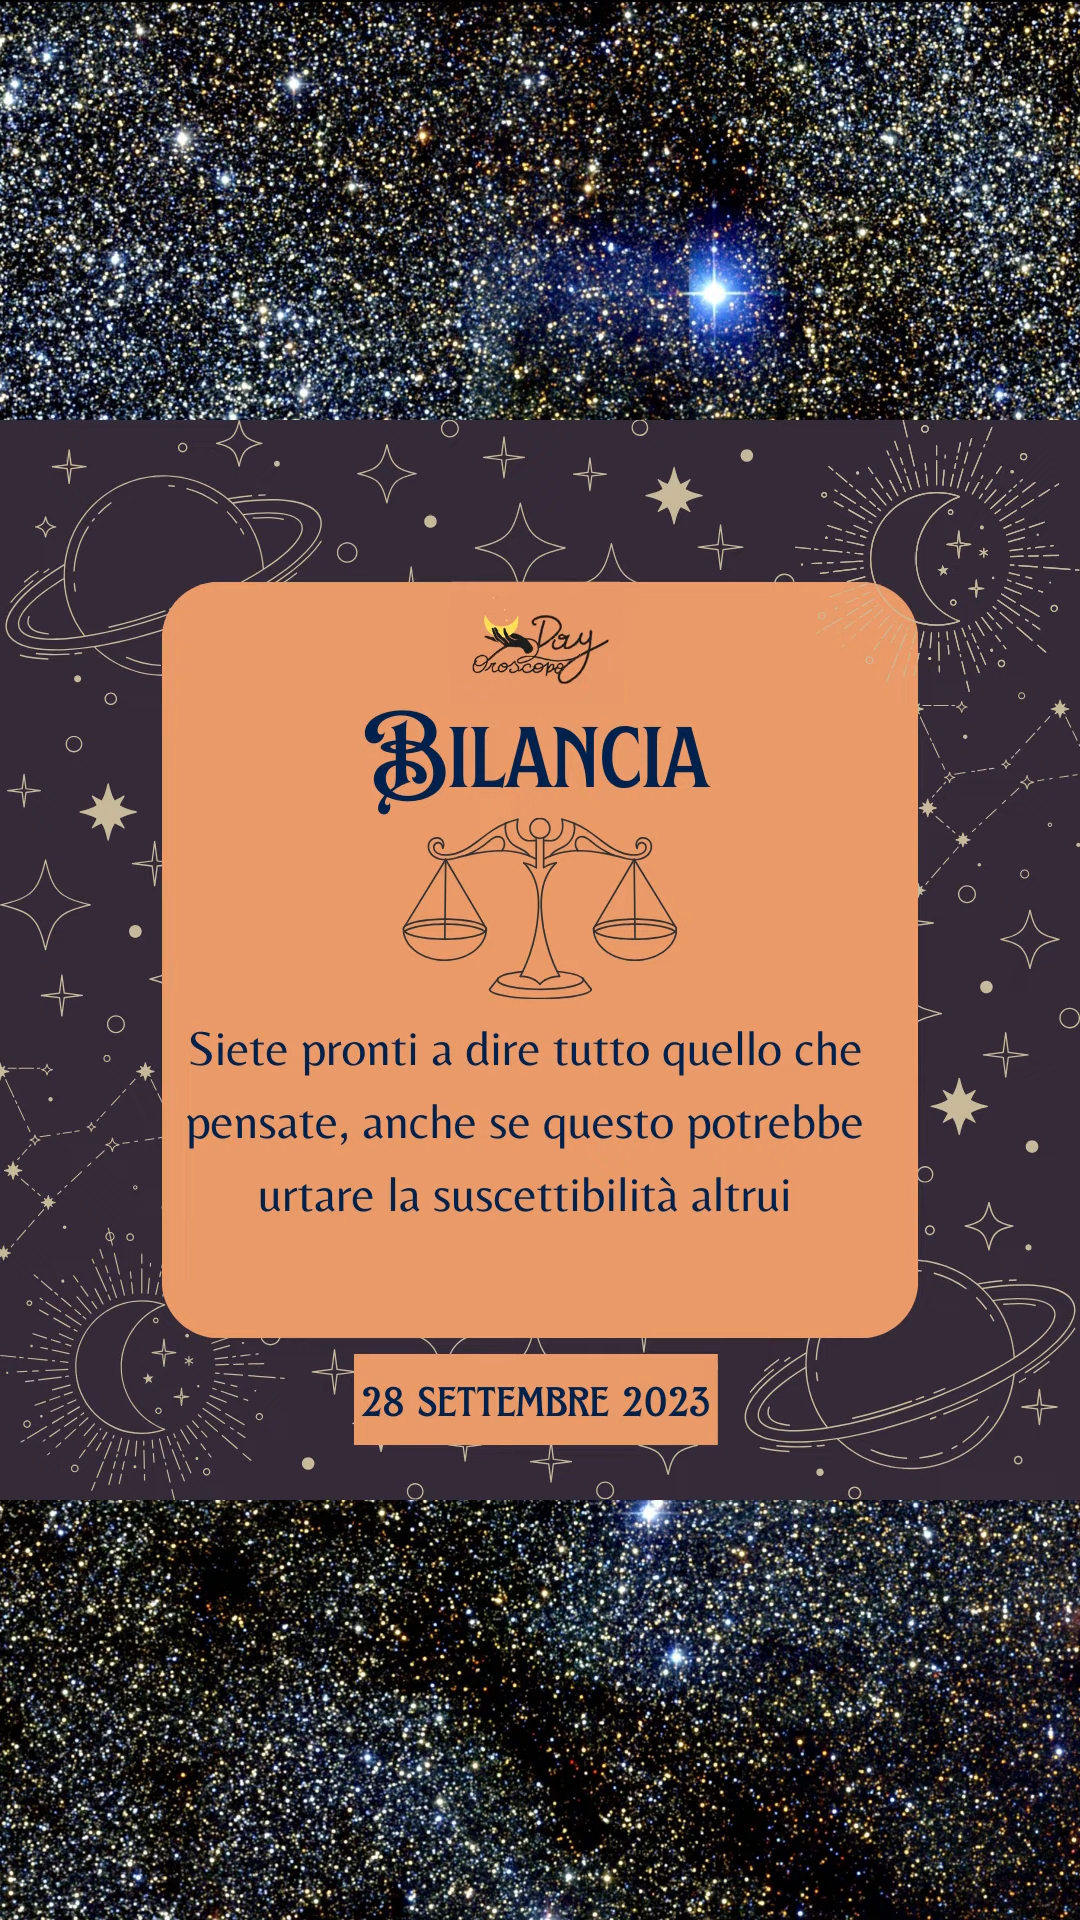 Day
Oroscopo
Bilancia
Siete pronti a dire tutto quello che
pensate, anche se questo potrebbe
urtare la suscettibilità altrui
28 SETTEMBRE 2023